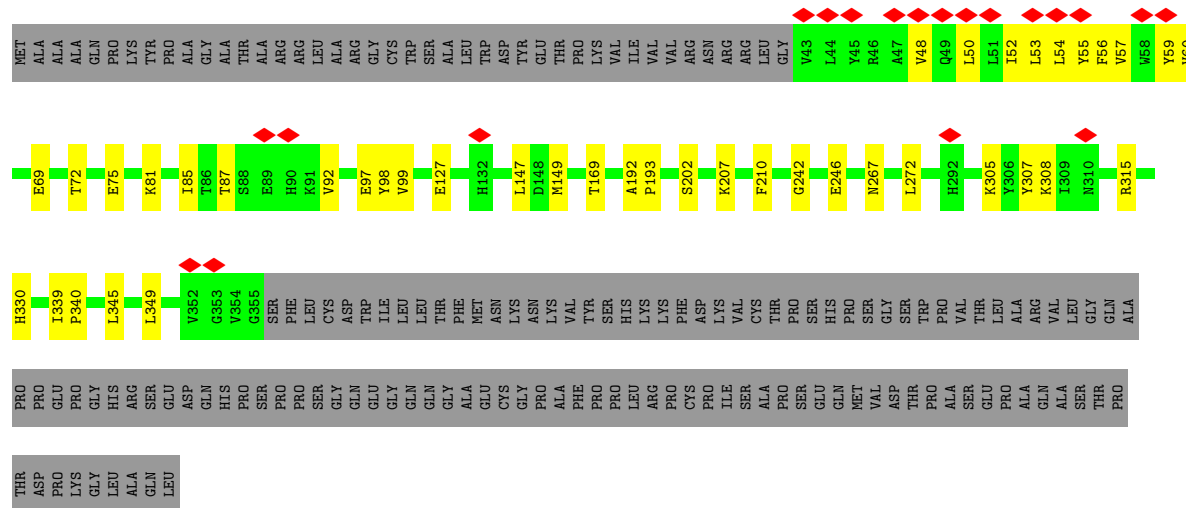 MET ALA ALA ALA GLN PRO LYS TYR PRO ALA GLY ALA THR ALA ARG ARG LEU ALA ARG GLY CYS TRP SER ALA LEU TRP ASP TYR GLU THR PRO LYS VAL ILE VAL VAL ARG ASN ARG ARG LEU GLY V43 L44 Y45 R46 A47 V48 Q49 L50 L51 I52 L53 L54 Y55 F56 V57 W58 Y59
E69 T72 E75 K81 I85 T86 T87 S88 E89 H90 K91 V92 E97 Y98 V99 E127 H132 L147 D148 M149 T169 A192 P193 S202 K207 F210 G242 E246 N267 L272 H292 K305 Y306 Y307 K308 I309 N310 R315
H330 I339 P340 L345 L349 V352 G353 V354 G355 SER PHE LEU CYS ASP TRP ILE LEU LEU THR PHE MET ASN LYS ASN LYS VAL TYR SER HIS LYS LYS PHE ASP LYS VAL CYS THR PRO SER HIS PRO SER GLY SER TRP PRO VAL THR LEU ALA ARG VAL LEU GLY GLN ALA
PRO PRO GLU PRO GLY HIS ARG SER GLU ASP GLN HIS PRO SER PRO PRO SER GLY GLN GLU GLY GLN GLN GLY ALA GLU CYS GLY PRO ALA PHE PRO PRO LEU ARG PRO CYS PRO ILE SER ALA PRO SER GLU GLN MET VAL ASP THR PRO ALA SER GLU PRO ALA GLN ALA SER THR PRO
THR ASP PRO LYS GLY LEU ALA GLN LEU